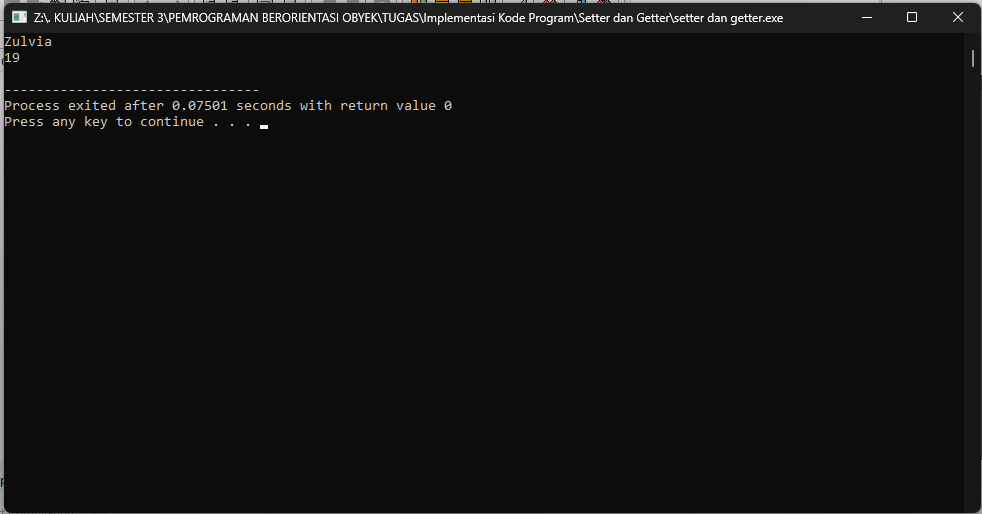 Z:\. KULIAH\SEMESTER 3\PEMROGRAMAN BERORIENTASI OBYEK\TUGAS\Implementasi Kode Program\Setter dan Getter\setter dan getter.exe
Zulvia
19
--------------------------------
Process exited after 0.07501 seconds with return value 0
Press any key to continue . . .